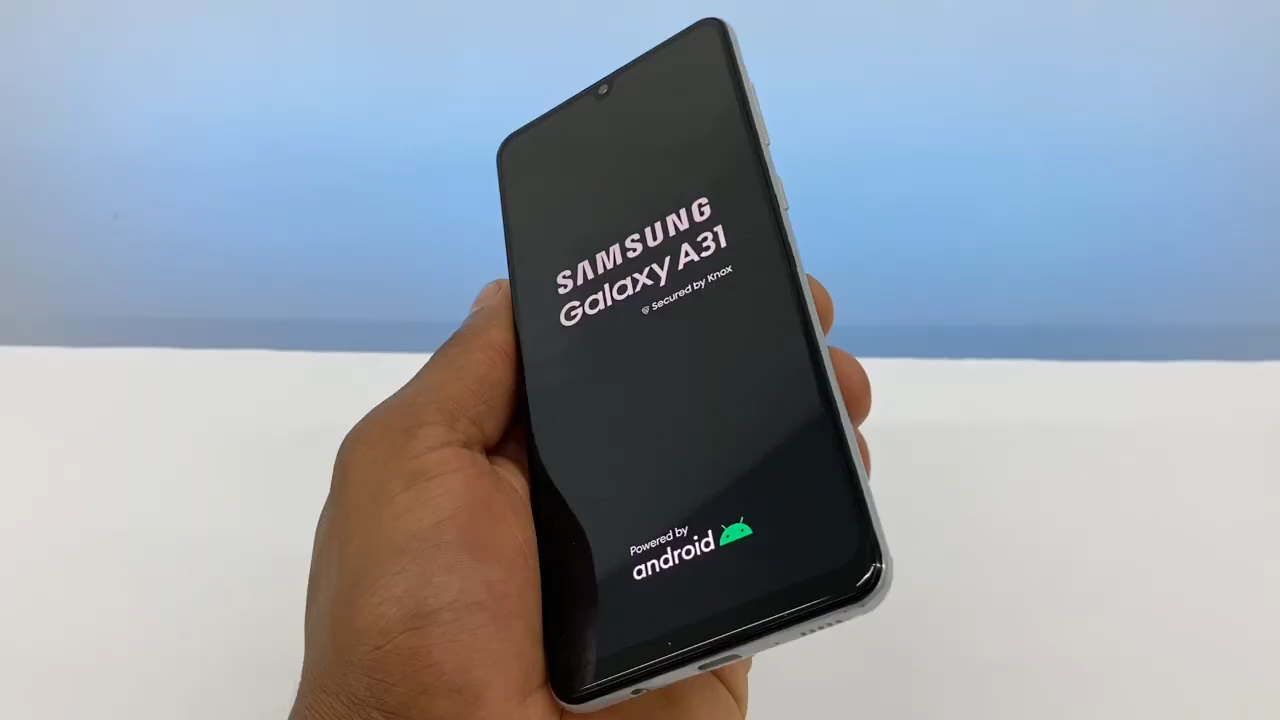 SAMSUNG
Galaxy A31
Secured by Knox
Powered by
android